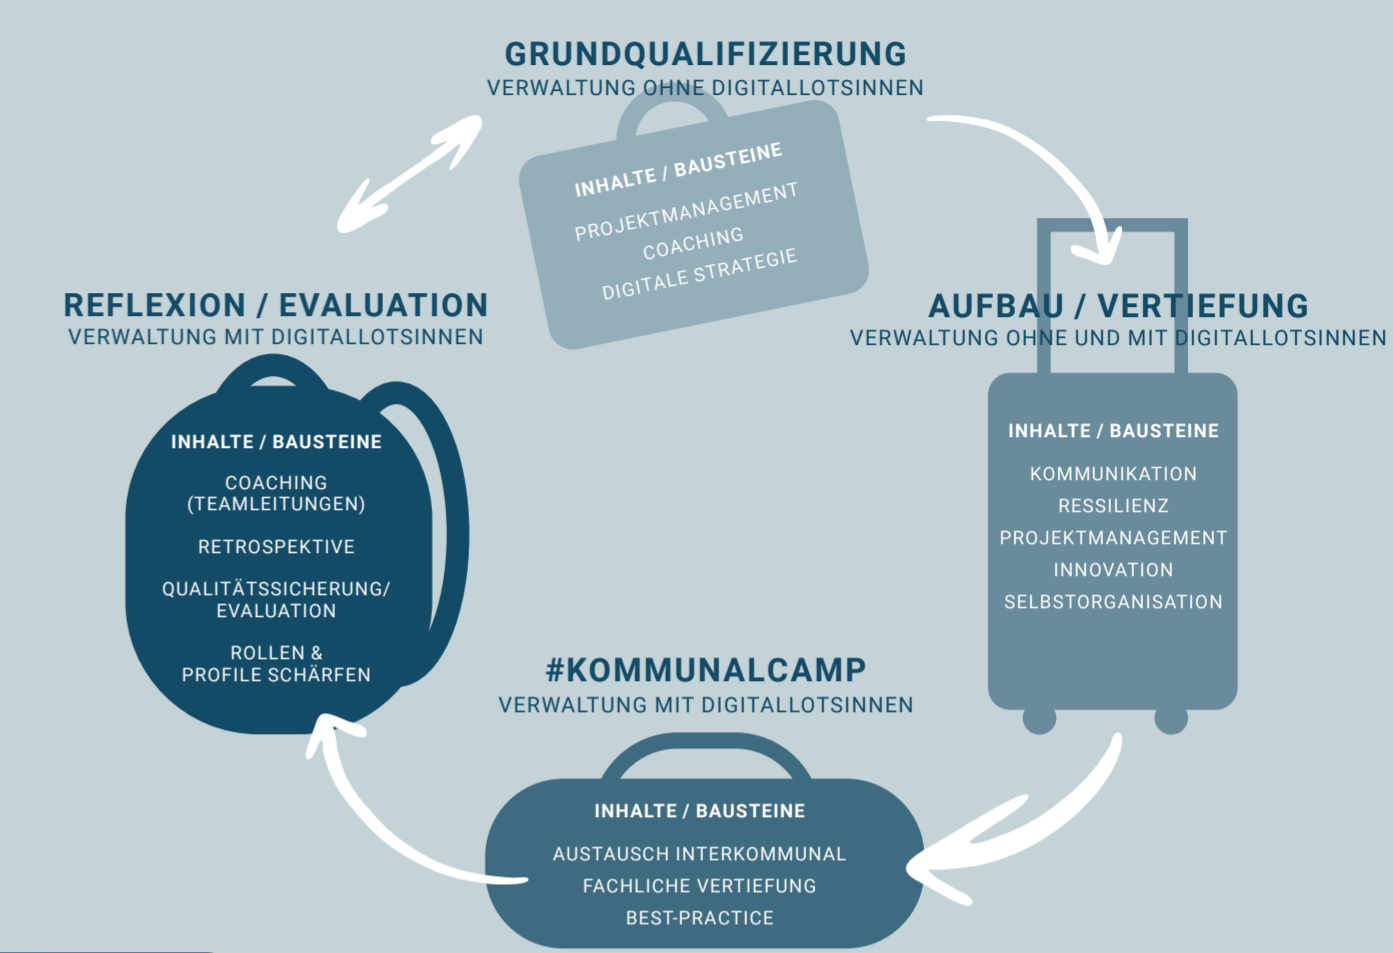 GRUNDQUALIFIZIERUNG
VERWALTUNG OHNE DIGITALLOTSINNEN
INHALTE / BAUSTEINE
PROJEKTMANAGEMENT
COACHING
DIGITALE STRATEGIE
AUFBAU / VERTIEFUNG
VERWALTUNG OHNE UND MIT DIGITALLOTSINNEN
INHALTE / BAUSTEINE
KOMMUNIKATION
RESSILIENZ
PROJEKTMANAGEMENT
INNOVATION
SELBSTORGANISATION
#KOMMUNALCAMP
VERWALTUNG MIT DIGITALLOTSINNEN
INHALTE / BAUSTEINE
AUSTAUSCH INTERKOMMUNAL
FACHLICHE VERTIEFUNG
BEST-PRACTICE
REFLEXION / EVALUATION
VERWALTUNG MIT DIGITALLOTSINNEN
INHALTE / BAUSTEINE
COACHING
(TEAMLEITUNGEN)
RETROSPEKTIVE
QUALITÄTSSICHERUNG/
EVALUATION
ROLLEN &
PROFILE SCHÄRFEN